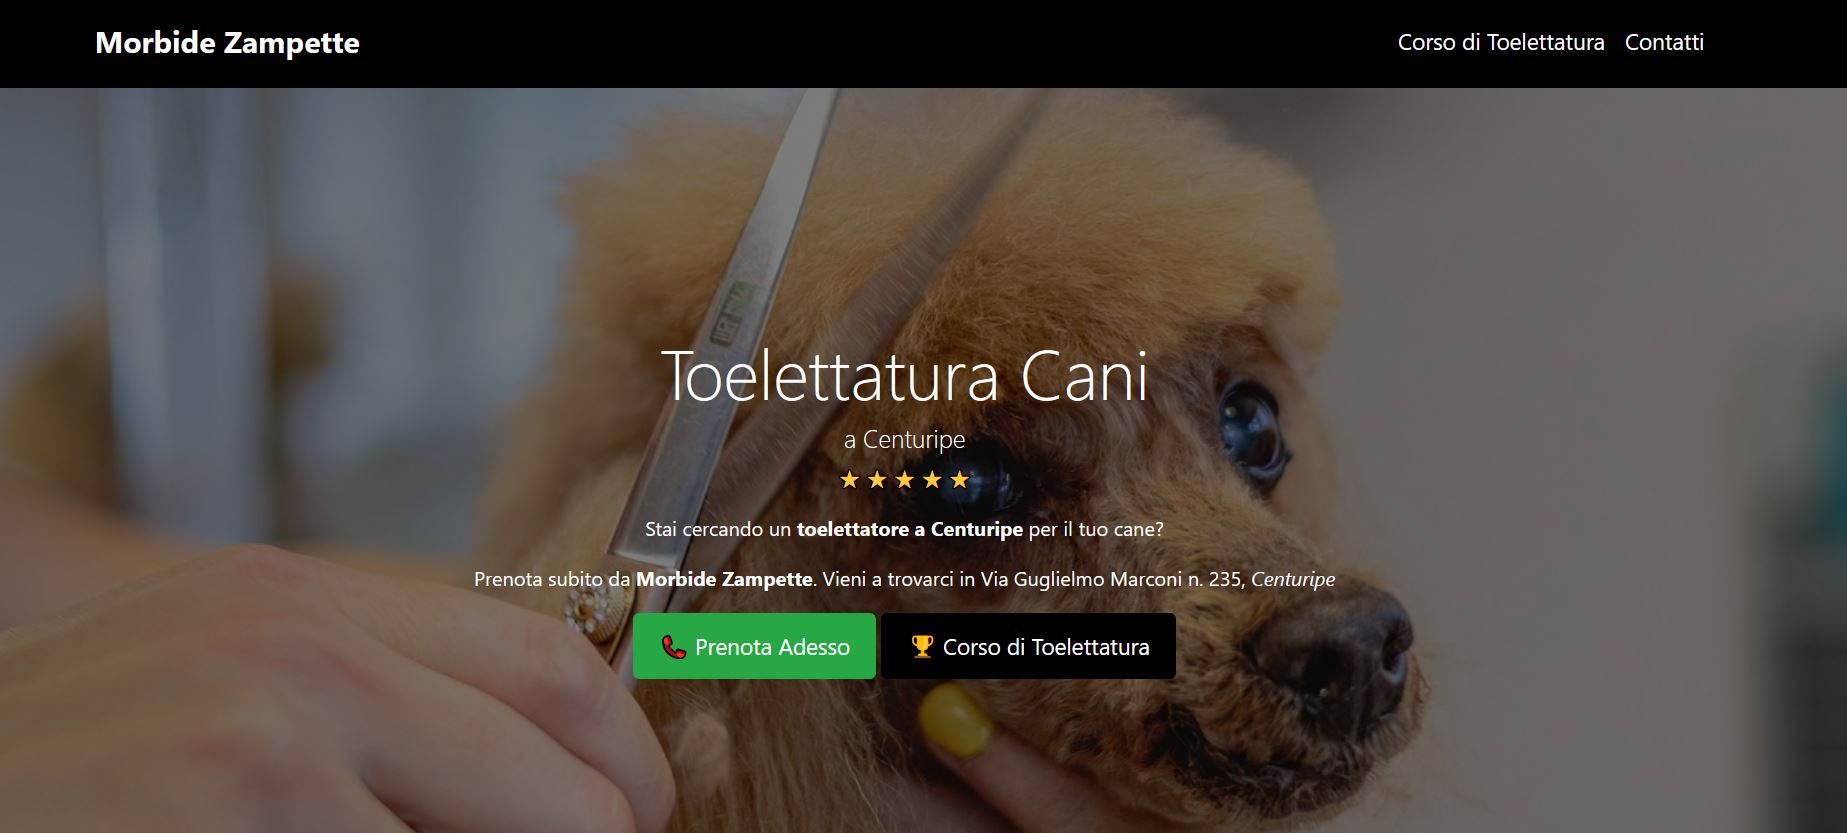 Morbide Zampette
Corso di Toelettatura Contatti
Toelettatura Cani
a Centuripe
Stai cercando un toelettatore a Centuripe per il tuo cane?
Prenota subito da Morbide Zampette. Vieni a trovarci in Via Guglielmo Marconi n. 235, Centuripe
Prenota Adesso
Corso di Toelettatura